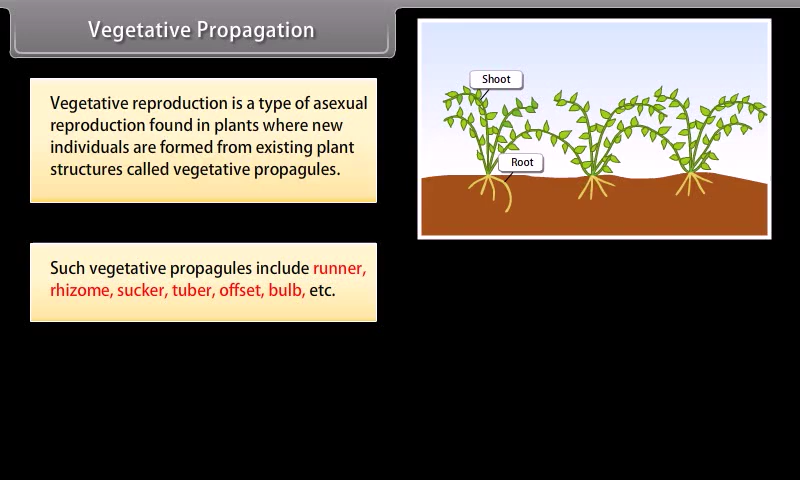 Vegetative Propagation
Vegetative reproduction is a type of asexual
reproduction found in plants where new
individuals are formed from existing plant
structures called vegetative propagules.
Such vegetative propagules include runner,
rhizome, sucker, tuber, offset, bulb, etc.
Shoot
Root